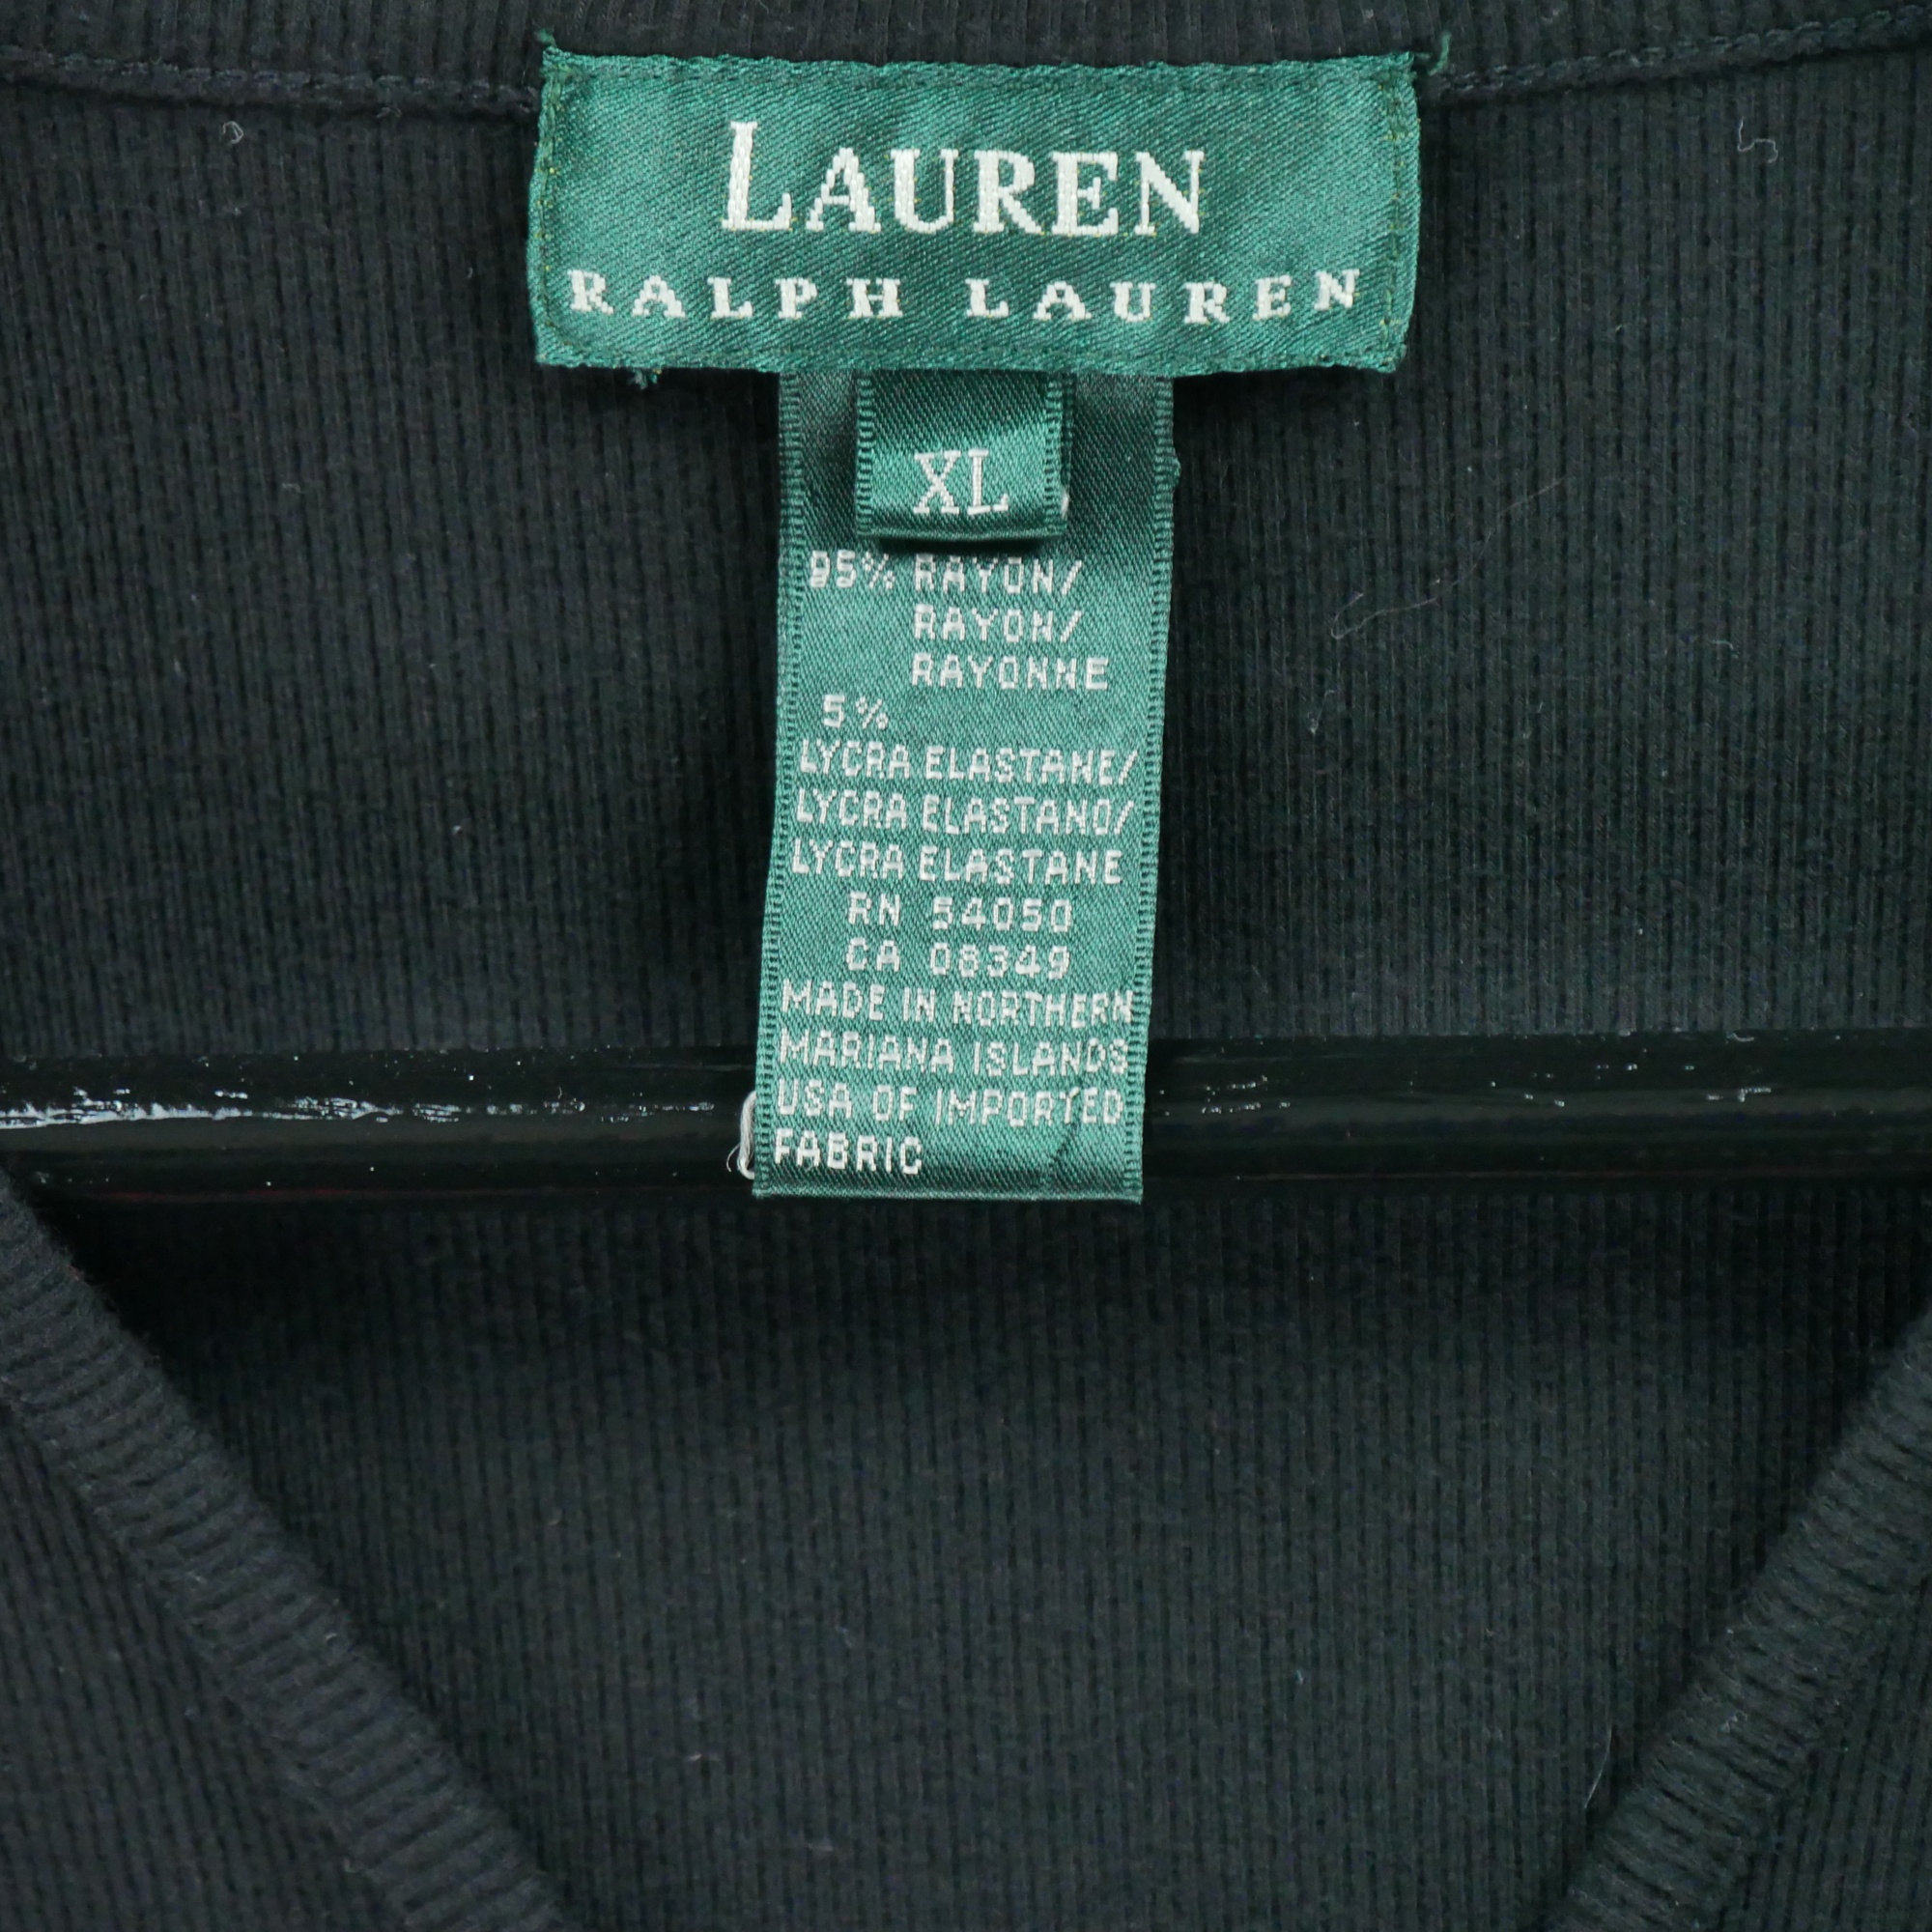 LAUREN
RALPH LAUREN
XL
95% RAYON/
RAYON/
RAYONNE
5%
LYCRA ELASTANE/
LYCRA ELASTANO/
LYCRA ELASTANE
RN 54050
CA 08349
MADE IN NORTHERN
MARIANA ISLANDS
USA OF IMPORTED
FABRIC